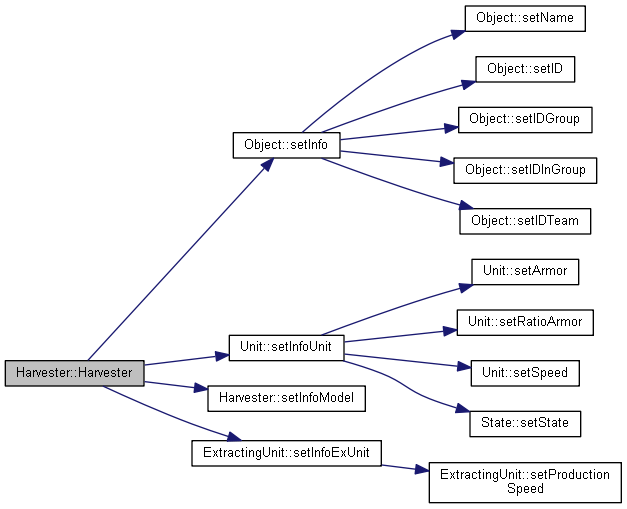 Object::setName
Object::setID
Object::setIDGroup
Object::setInfo
Object::setIDInGroup
Object::setIDTeam
Unit::setArmor
Unit::setRatioArmor
Unit::setInfoUnit
Harvester::Harvester
Unit::setSpeed
Harvester::setInfoModel
State::setState
ExtractingUnit::setInfoExUnit
ExtractingUnit::setProduction
Speed